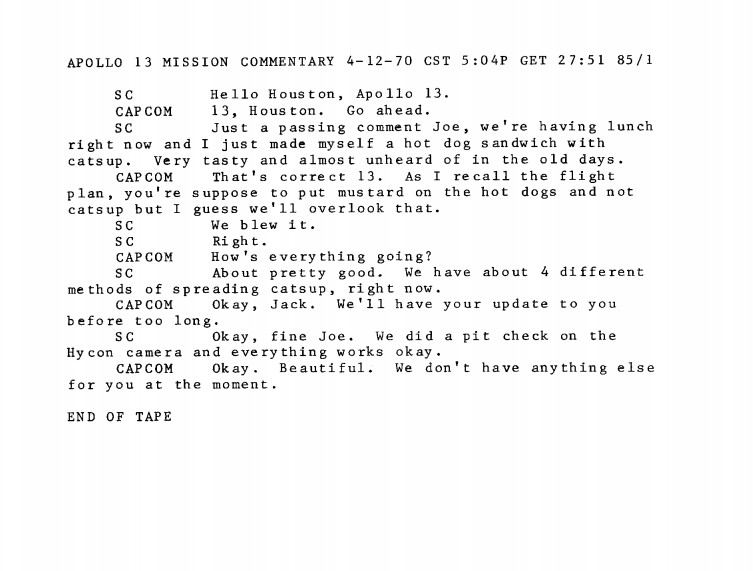 APOLLO 13 MISSION COMMENTARY 4-12-70 CST 5:04P GET 27:51 85/1
SC Hello Houston, Apollo 13.
CAPCOM 13, Houston. Go ahead.
SC Just a passing comment Joe, we're having lunch
right now and I just made myself a hot dog sandwich with
catsup. Very tasty and almost unheard of in the old days.
CAPCOM That's correct 13. As I recall the flight
plan, you're suppose to put mustard on the hot dogs and not
catsup but I guess we'll overlook that.
SC We blew it.
SC Right.
CAPCOM How's everything going?
SC About pretty good. We have about 4 different
methods of spreading catsup, right now.
CAPCOM Okay, Jack. We'll have your update to you
before too long.
SC Okay, fine Joe. We did a pit check on the
Hycon camera and everything works okay.
CAPCOM Okay. Beautiful. We don't have anything else
for you at the moment.
END OF TAPE